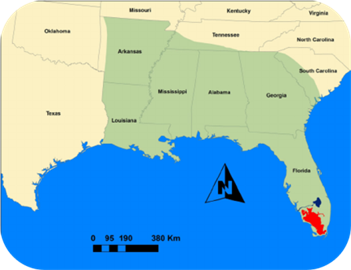 Missouri
Kentucky
Virginia
Oklahoma
Tennessee
North Carolina
Arkansas
South Carolina
Mississippi
Alabama
Georgia
Texas
Louisiana
Florida
N
0 95 190 380 Km